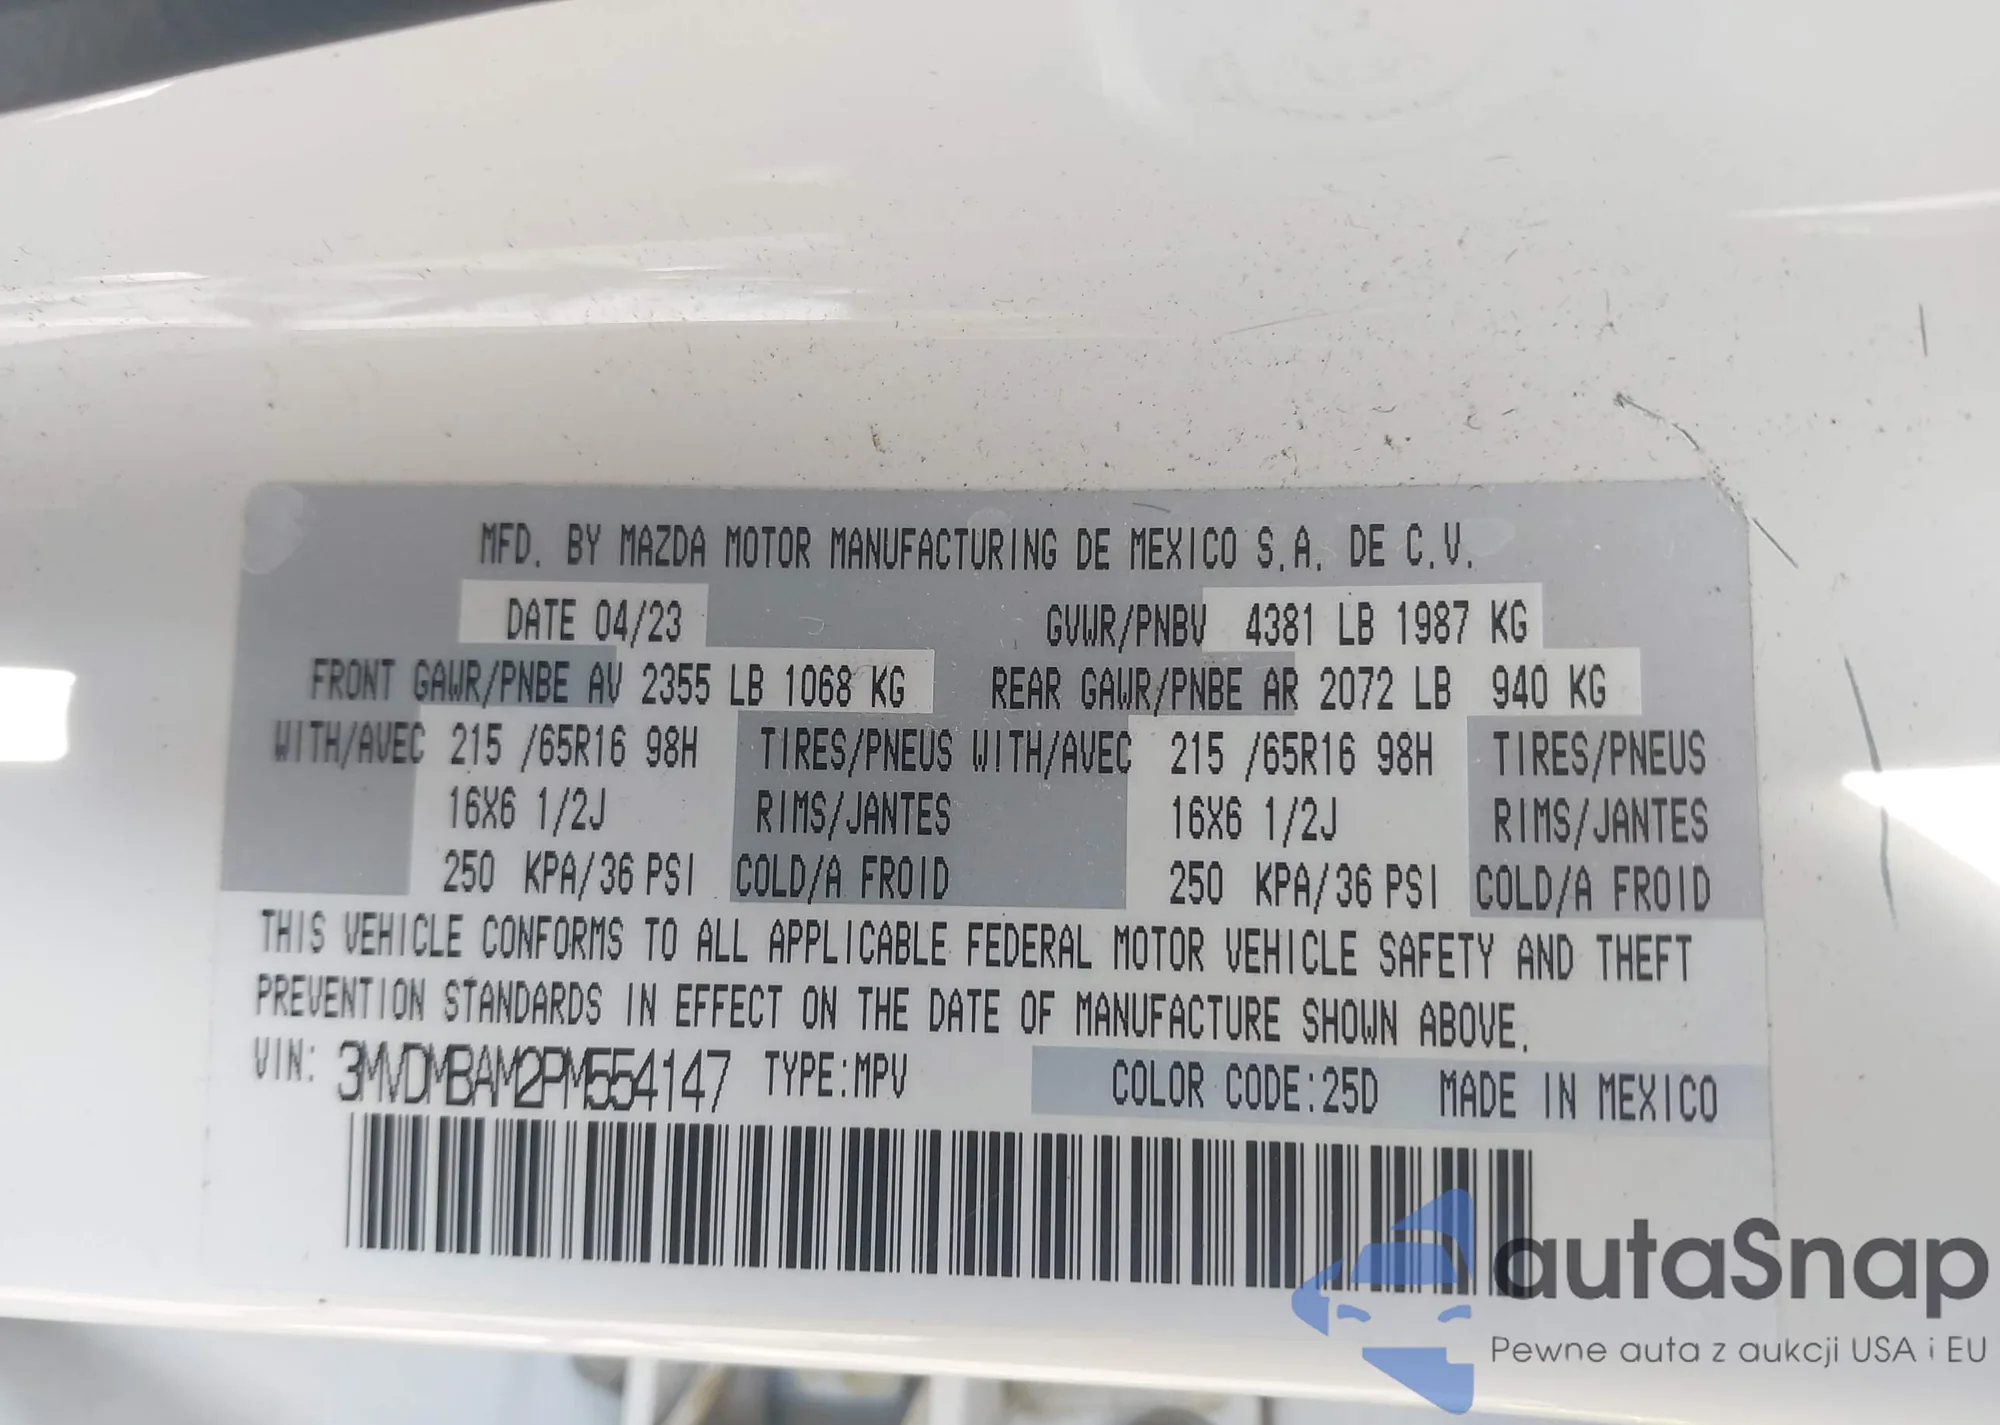 MFD. BY MAZDA MOTOR MANUFACTURING DE MEXICO S.A. DE C.V.
DATE 04/23 GVWR/PNBV 4381 LB 1987 KG
FRONT GAWR/PNBE AV 2355 LB 1068 KG REAR GAWR/PNBE AR 2072 LB 940 KG
WITH/AVEC 215 /65R16 98H TIRES/PNEUS WITH/AVEC 215 /65R16 98H TIRES/PNEUS
16X6 1/2J RIMS/JANTES 16X6 1/2J RIMS/JANTES
250 KPA/36 PSI COLD/A FROID 250 KPA/36 PSI COLD/A FROID
THIS VEHICLE CONFORMS TO ALL APPLICABLE FEDERAL MOTOR VEHICLE SAFETY AND THEFT
PREVENTION STANDARDS IN EFFECT ON THE DATE OF MANUFACTURE SHOWN ABOVE.
VIN: 3MVDMBAM2PM554147 TYPE:MPV COLOR CODE:25D MADE IN MEXICO
autaSnap
Pewne auta z aukcji USA i EU